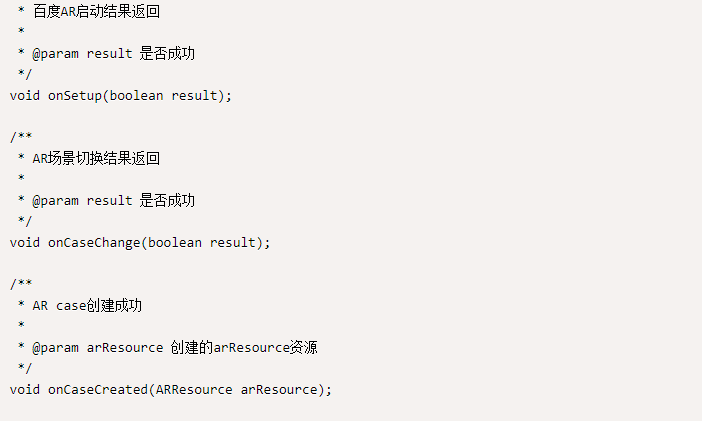 * 百度AR启动结果返回
*
* @param result 是否成功
*/
void onSetup(boolean result);
/**
* AR场景切换结果返回
*
* @param result 是否成功
*/
void onCaseChange(boolean result);
/**
* AR case创建成功
*
* @param arResource 创建的arResource资源
*/
void onCaseCreated(ARResource arResource);